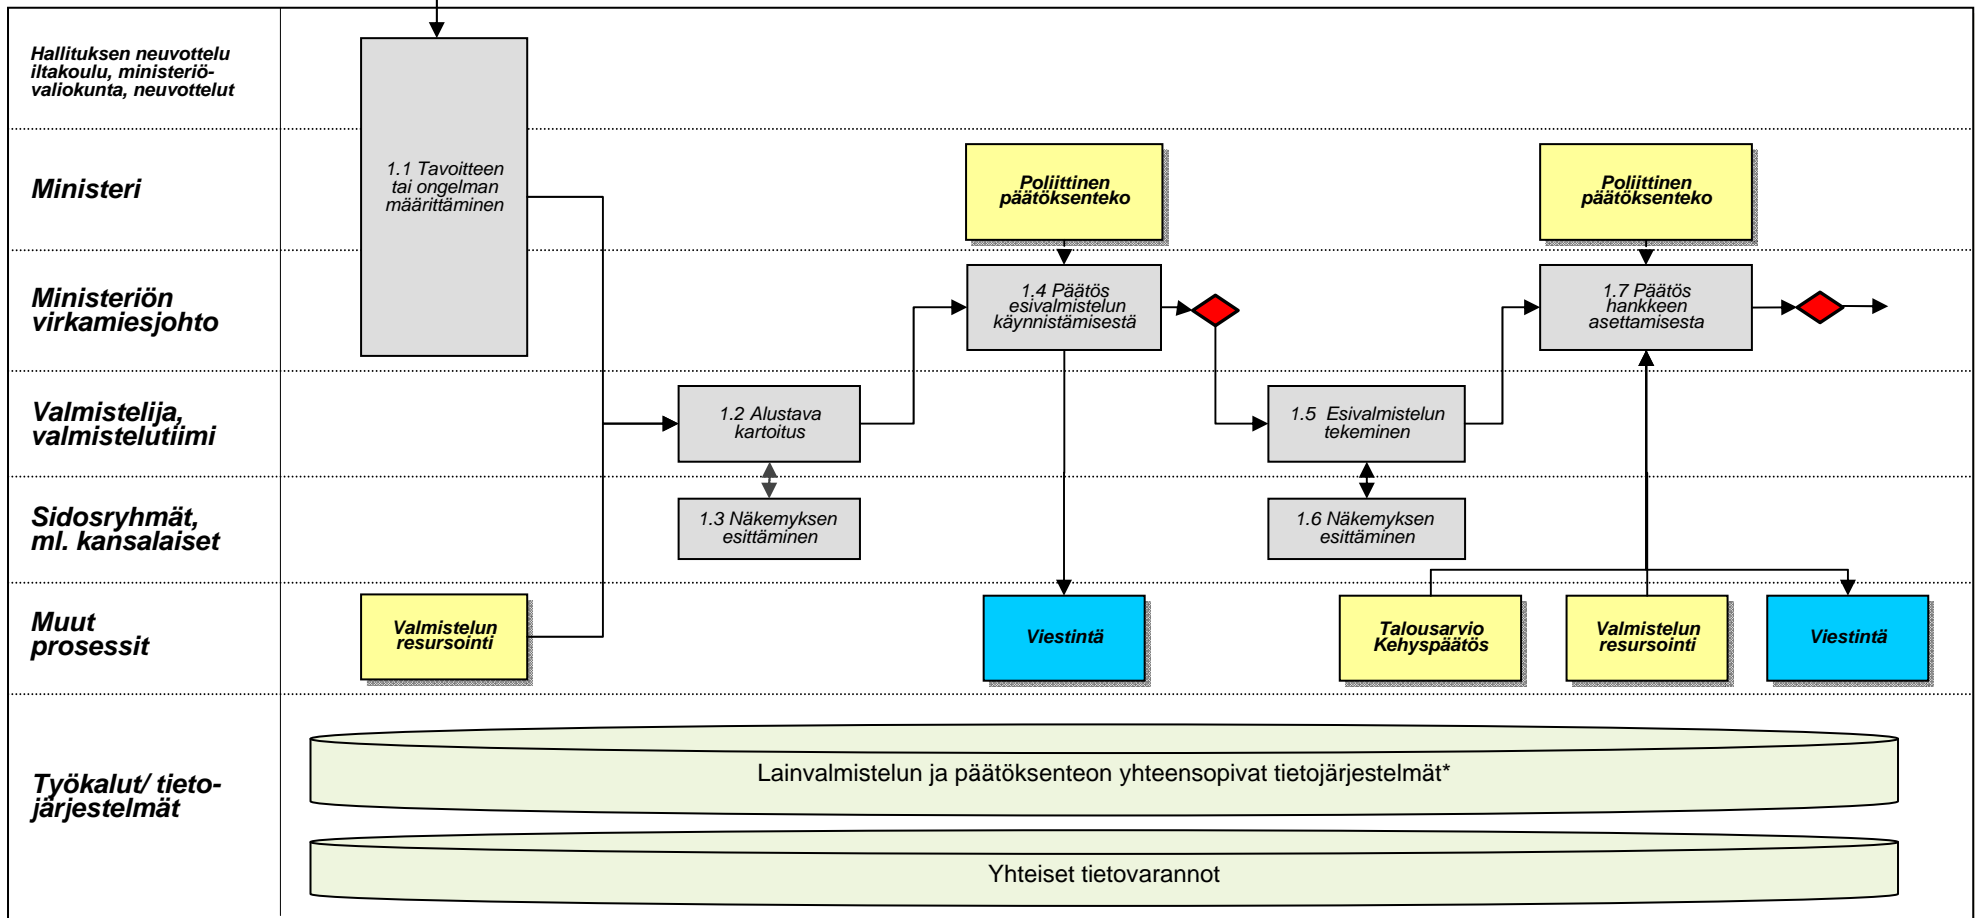 Hallituksen neuvottelu
iltakoulu, ministeriö-
valiokunta, neuvottelut
1.1 Tavoitteen
tai ongelman
määrittäminen
Ministeri
Poliittinen
päätöksenteko
Poliittinen
päätöksenteko
Ministeriön
virkamiesjohto
1.4 Päätös
esivalmistelun
käynnistämisestä
1.7 Päätös
hankkeen
asettamisesta
Valmistelija,
valmistelutiimi
1.2 Alustava
kartoitus
1.5 Esivalmistelun
tekeminen
Sidosryhmät,
ml. kansalaiset
1.3 Näkemyksen
esittäminen
1.6 Näkemyksen
esittäminen
Muut
prosessit
Valmistelun
resursointi
Viestintä
Talousarvio
Kehyspäätös
Valmistelun
resursointi
Viestintä
Työkalut/ tieto-
järjestelmät
Lainvalmistelun ja päätöksenteon yhteensopivat tietojärjestelmät*
Yhteiset tietovarannot